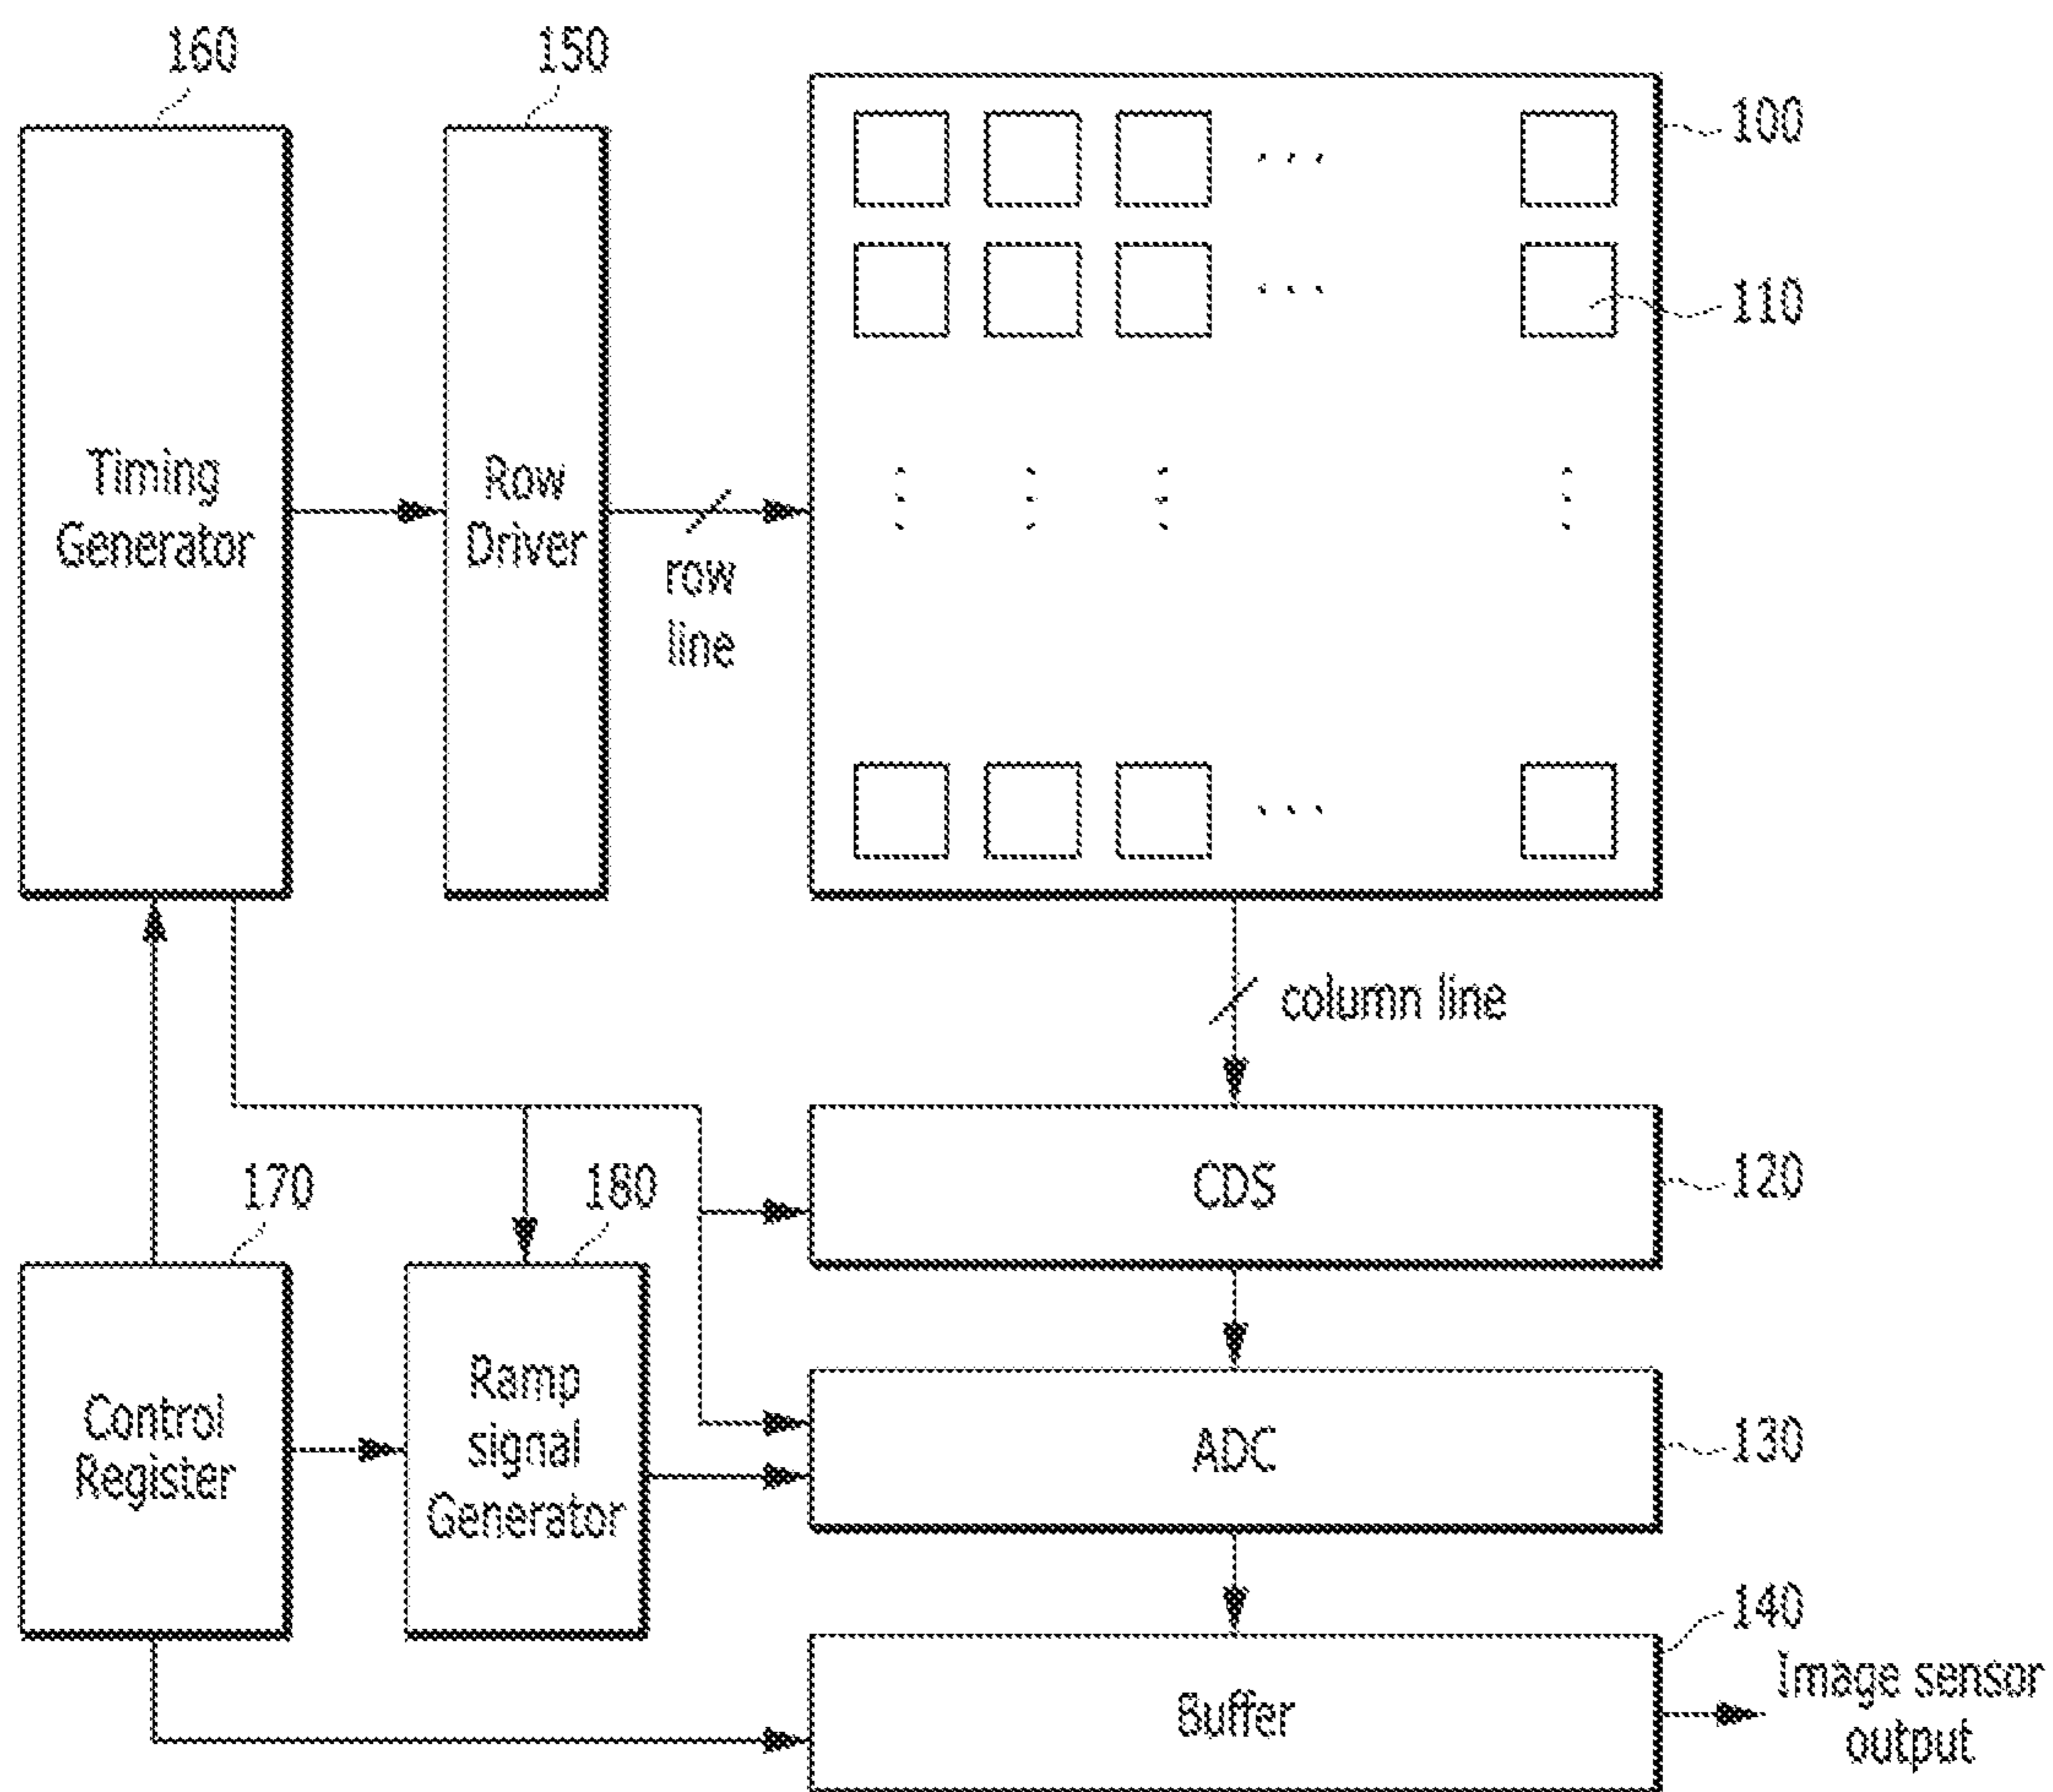 160
150
100
110
Timing
Generator
Row
Driver
row
line
column line
170
180
CDS
120
Control
Register
Ramp
signal
Generator
ADC
130
140
Buffer
Image sensor
output